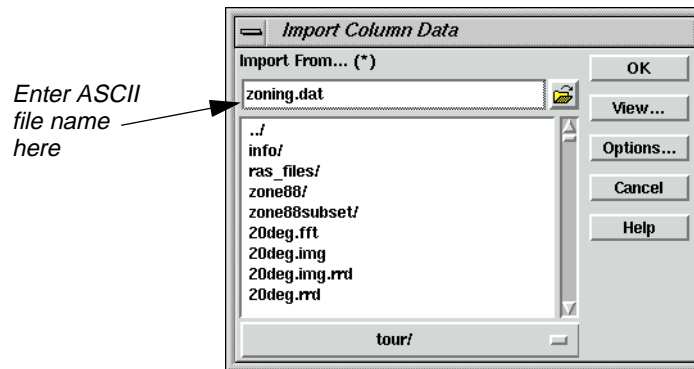 Import Column Data
Import From... (*)
zoning.dat
Enter ASCII
file name
here
../
info/
ras_files/
zone88/
zone88subset/
20deg.fft
20deg.img
20deg.img.rrd
20deg.rrd
tour/
OK
View...
Options...
Cancel
Help